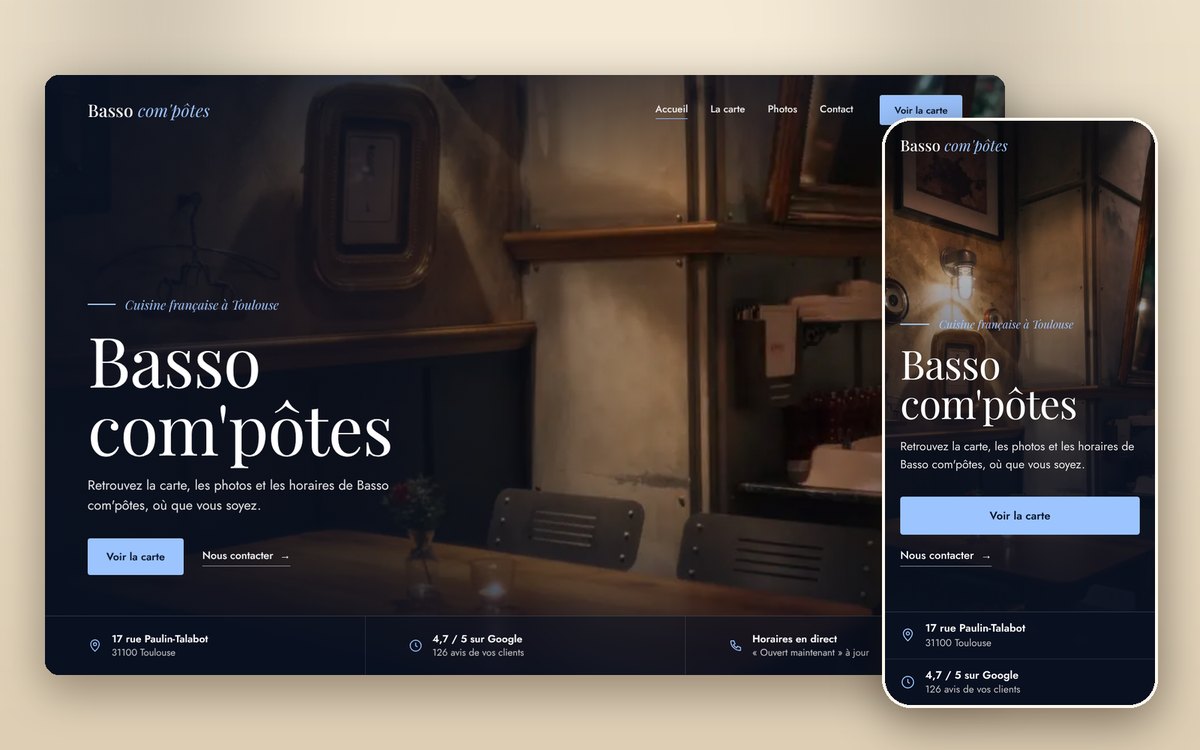 Basso com'pôtes
Accueil
La carte
Photos
Contact
Voir la carte
Cuisine française à Toulouse
Basso
com'pôtes
Retrouvez la carte, les photos et les horaires de Basso
com'pôtes, où que vous soyez.
Voir la carte
Nous contacter →
17 rue Paulin-Talabot
31100 Toulouse
4,7 / 5 sur Google
126 avis de vos clients
Horaires en direct
« Ouvert maintenant » à jour
Basso com'pôtes
Cuisine française à Toulouse
Basso
com'pôtes
Retrouvez la carte, les photos et les horaires de
Basso com'pôtes, où que vous soyez.
Voir la carte
Nous contacter →
17 rue Paulin-Talabot
31100 Toulouse
4,7 / 5 sur Google
126 avis de vos clients